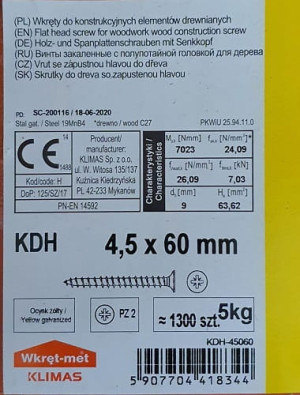 (PL) Wkręty do konstrukcyjnych elementów drewnianych
(EN) Flat head screw for woodwork wood construction screw
(DE) Holz- und Spanplattenschrauben mit Senkkopf
(RU) Винты закаленные с полупотайной головкой для дерева
(CZ) Vrut se zápustnou hlavou do dřeva
(SK) Skrutky do dreva so zapustenou hlavou
PD: SC-200116 / 18-06-2020
Stal gat. / Steel 19MnB4 *drewno / wood C27
PKWiU 25.94.11.0
CE
14
1488
Kod/code: H
DoP: 125/SZ/17
Producent/
manufacturer:
KLIMAS Sp. z o.o.
ul. W. Witosa 135/137
Kuźnica Kiedrzyńska
PL 42-233 Mykanów
PN-EN 14592
Charakterystyki /
Characteristics
[Nmm] [N/mm²]*
7023 24,09
[N/mm²] [kN]
26,09 7,03
[mm] [mm]
9 63,62
KDH 4,5 x 60 mm
Ocynk żółty /
Yellow galvanized
PZ 2
≈ 1300 szt. 5kg
KDH-45060
Wkręt-met
KLIMAS
5 907704 418344